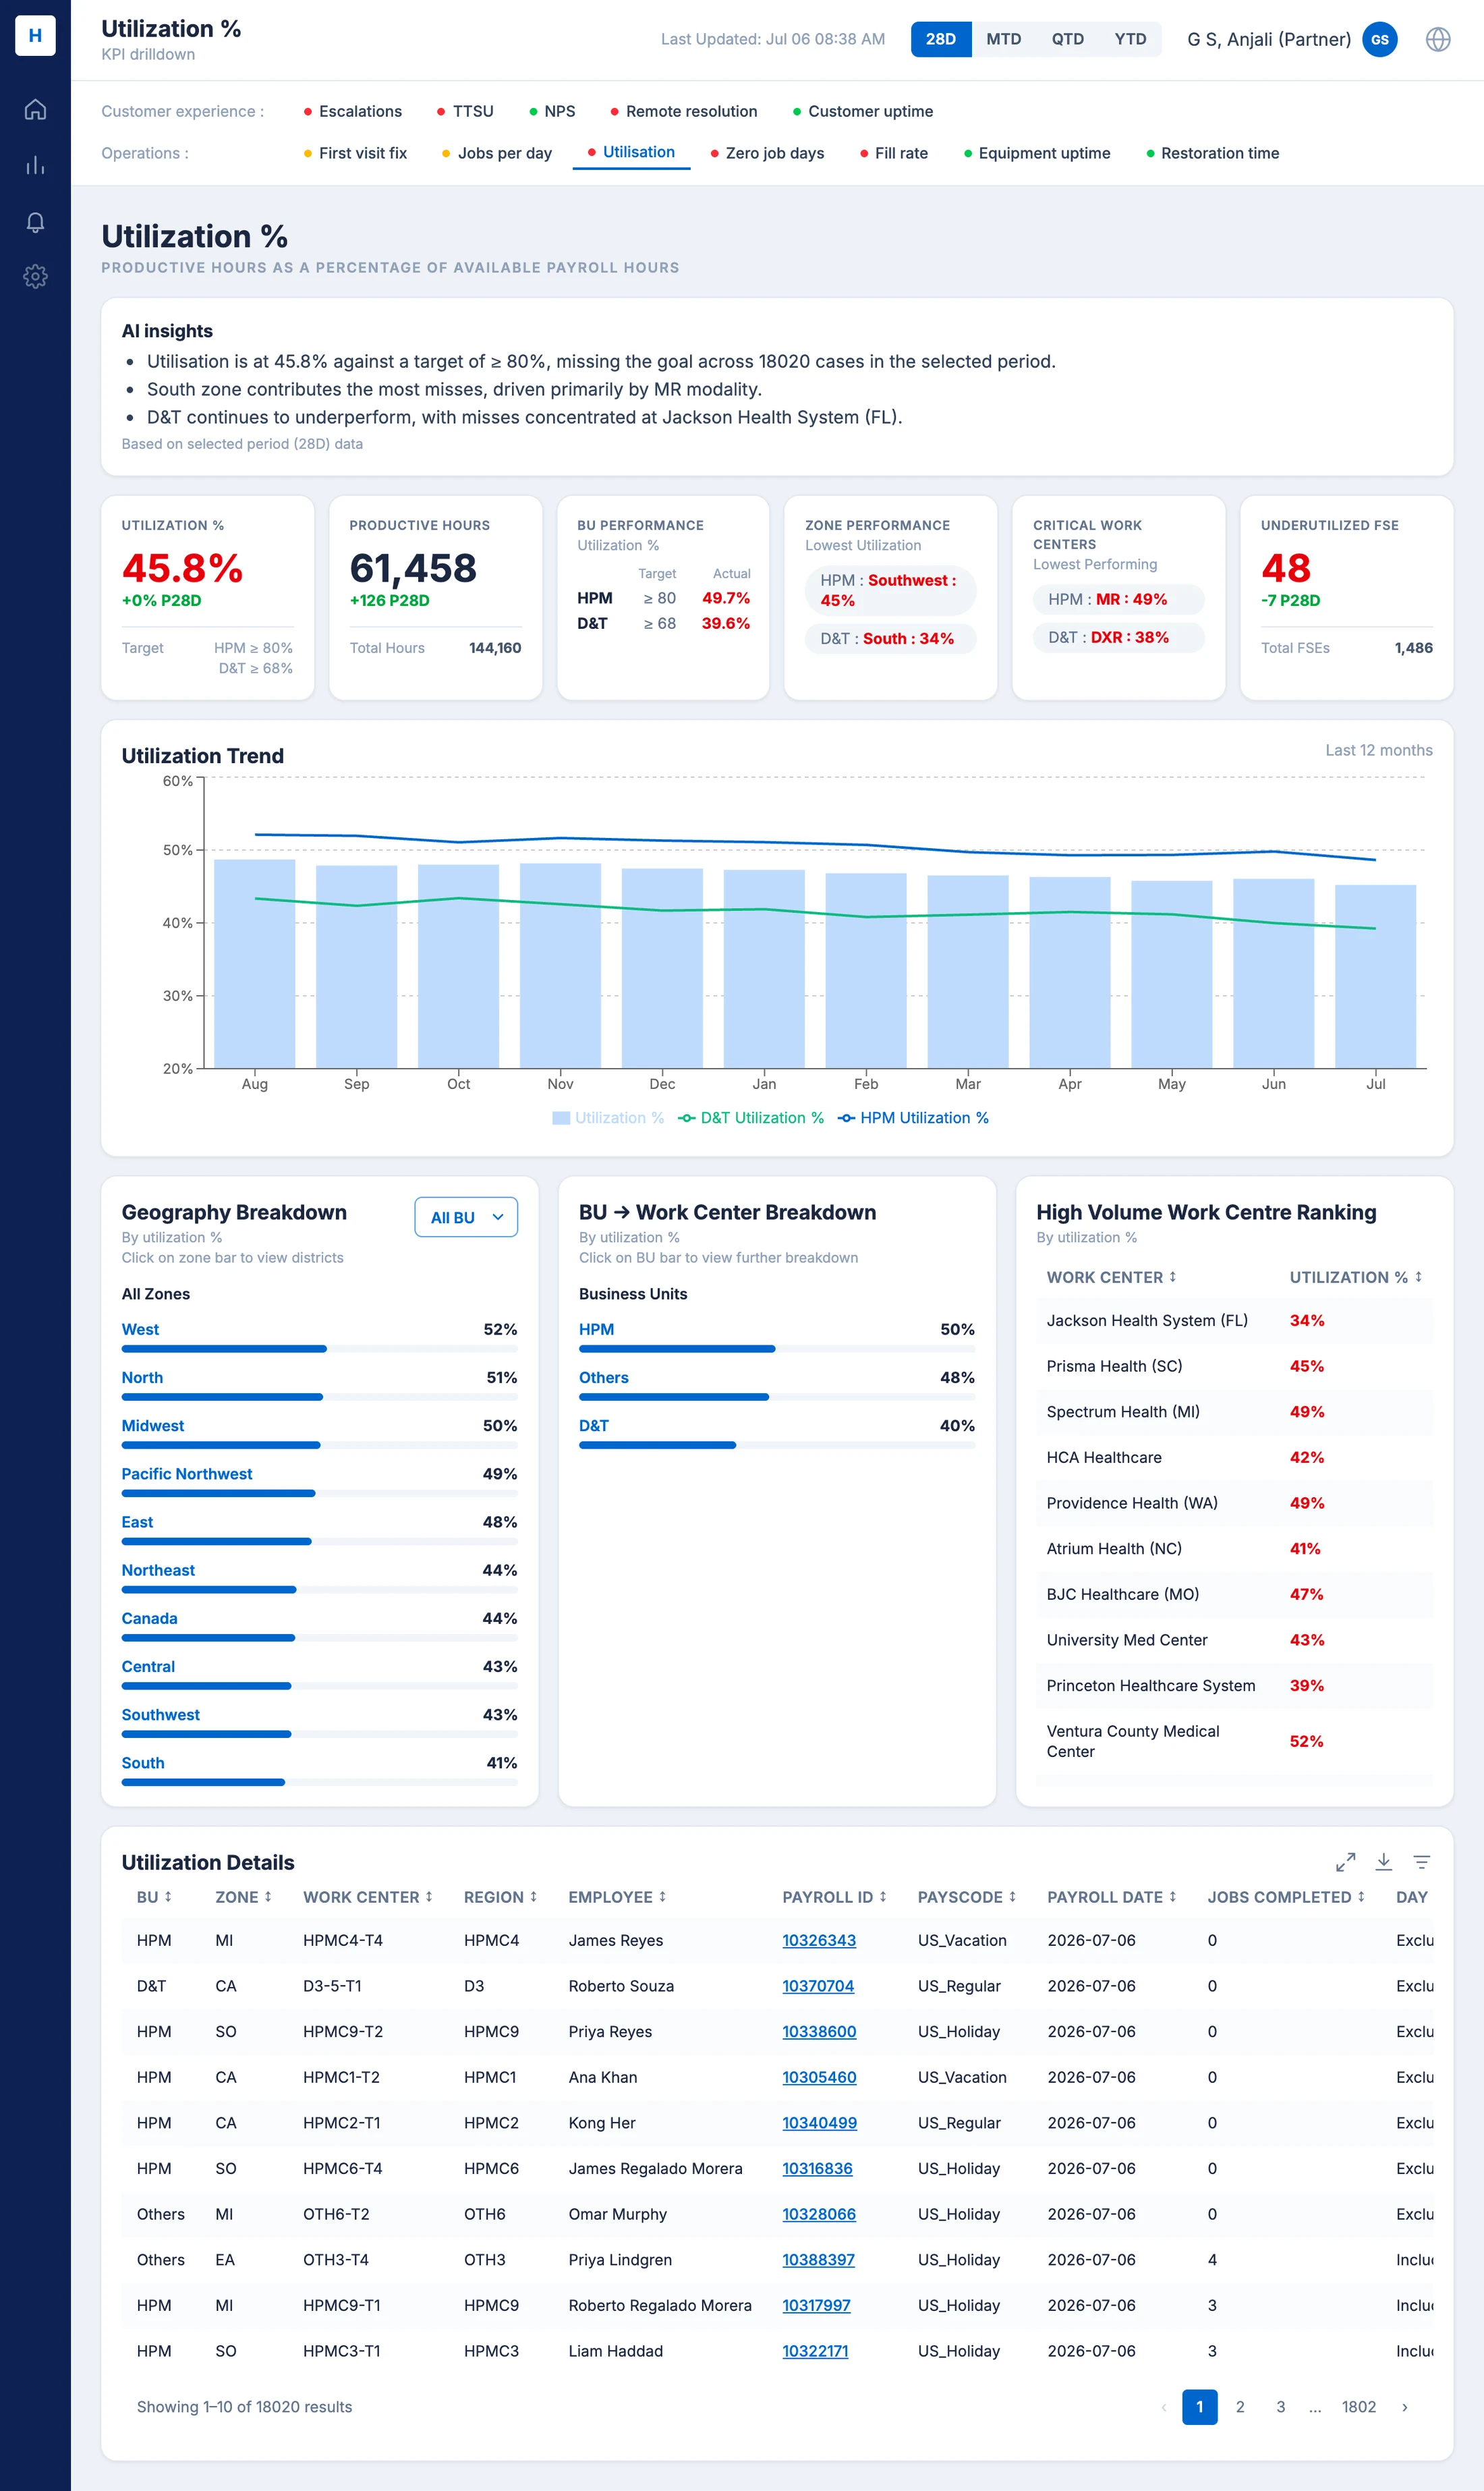 H
Utilization %
KPI drilldown
Last Updated: Jul 06 08:38 AM
28D MTD QTD YTD
G S, Anjali (Partner) GS
Customer experience : Escalations TTSU NPS Remote resolution Customer uptime
Operations : First visit fix Jobs per day Utilisation Zero job days Fill rate Equipment uptime Restoration time
Utilization %
PRODUCTIVE HOURS AS A PERCENTAGE OF AVAILABLE PAYROLL HOURS
AI insights
• Utilisation is at 45.8% against a target of ≥ 80%, missing the goal across 18020 cases in the selected period.
• South zone contributes the most misses, driven primarily by MR modality.
• D&T continues to underperform, with misses concentrated at Jackson Health System (FL).
Based on selected period (28D) data
UTILIZATION %
45.8%
+0% P28D
Target HPM ≥ 80%
D&T ≥ 68%
PRODUCTIVE HOURS
61,458
+126 P28D
Total Hours 144,160
BU PERFORMANCE
Utilization %
Target Actual
HPM ≥ 80 49.7%
D&T ≥ 68 39.6%
ZONE PERFORMANCE
Lowest Utilization
HPM : Southwest :
45%
D&T : South : 34%
CRITICAL WORK
CENTERS
Lowest Performing
HPM : MR : 49%
D&T : DXR : 38%
UNDERUTILIZED FSE
48
-7 P28D
Total FSEs 1,486
Utilization Trend
Last 12 months
60%
50%
40%
30%
20%
Aug Sep Oct Nov Dec Jan Feb Mar Apr May Jun Jul
Utilization % D&T Utilization % HPM Utilization %
Geography Breakdown
All BU
By utilization %
Click on zone bar to view districts
All Zones
West 52%
North 51%
Midwest 50%
Pacific Northwest 49%
East 48%
Northeast 44%
Canada 44%
Central 43%
Southwest 43%
South 41%
BU → Work Center Breakdown
By utilization %
Click on BU bar to view further breakdown
Business Units
HPM 50%
Others 48%
D&T 40%
High Volume Work Centre Ranking
By utilization %
WORK CENTER ↕ UTILIZATION % ↕
Jackson Health System (FL) 34%
Prisma Health (SC) 45%
Spectrum Health (MI) 49%
HCA Healthcare 42%
Providence Health (WA) 49%
Atrium Health (NC) 41%
BJC Healthcare (MO) 47%
University Med Center 43%
Princeton Healthcare System 39%
Ventura County Medical
Center 52%
Utilization Details
BU ↕ ZONE ↕ WORK CENTER ↕ REGION ↕ EMPLOYEE ↕ PAYROLL ID ↕ PAYSCODE ↕ PAYROLL DATE ↕ JOBS COMPLETED ↕ DAY
HPM MI HPMC4-T4 HPMC4 James Reyes 10326343 US_Vacation 2026-07-06 0 Exclu
D&T CA D3-5-T1 D3 Roberto Souza 10370704 US_Regular 2026-07-06 0 Exclu
HPM SO HPMC9-T2 HPMC9 Priya Reyes 10338600 US_Holiday 2026-07-06 0 Exclu
HPM CA HPMC1-T2 HPMC1 Ana Khan 10305460 US_Vacation 2026-07-06 0 Exclu
HPM CA HPMC2-T1 HPMC2 Kong Her 10340499 US_Regular 2026-07-06 0 Exclu
HPM SO HPMC6-T4 HPMC6 James Regalado Morera 10316836 US_Holiday 2026-07-06 0 Exclu
Others MI OTH6-T2 OTH6 Omar Murphy 10328066 US_Holiday 2026-07-06 0 Exclu
Others EA OTH3-T4 OTH3 Priya Lindgren 10388397 US_Holiday 2026-07-06 4 Inclu
HPM MI HPMC9-T1 HPMC9 Roberto Regalado Morera 10317997 US_Holiday 2026-07-06 3 Inclu
HPM SO HPMC3-T1 HPMC3 Liam Haddad 10322171 US_Holiday 2026-07-06 3 Inclu
Showing 1–10 of 18020 results
‹ 1 2 3 ... 1802 ›